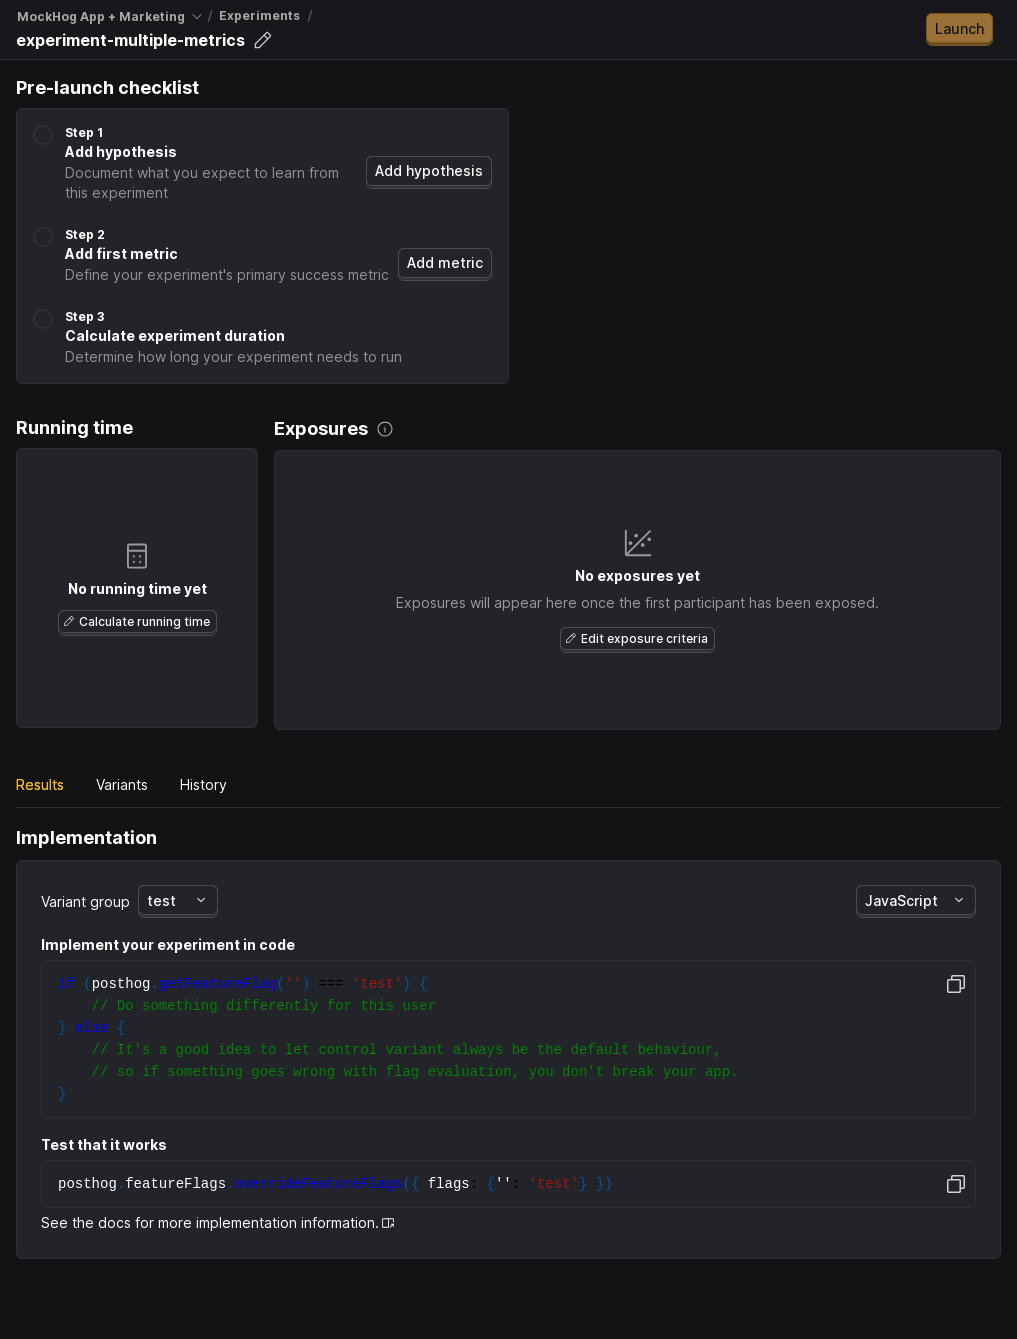 MockHog App + Marketing / Experiments /
experiment-multiple-metrics
Launch
Pre-launch checklist
Step 1
Add hypothesis
Document what you expect to learn from
this experiment
Add hypothesis
Step 2
Add first metric
Define your experiment's primary success metric
Add metric
Step 3
Calculate experiment duration
Determine how long your experiment needs to run
Running time
No running time yet
Calculate running time
Exposures
No exposures yet
Exposures will appear here once the first participant has been exposed.
Edit exposure criteria
Results Variants History
Implementation
Variant group test JavaScript
Implement your experiment in code
if (posthog.getFeatureFlag('') === 'test') {
    // Do something differently for this user
} else {
    // It's a good idea to let control variant always be the default behaviour,
    // so if something goes wrong with flag evaluation, you don't break your app.
}
Test that it works
posthog.featureFlags.overrideFeatureFlags({ flags: {'': 'test'} })
See the docs for more implementation information.